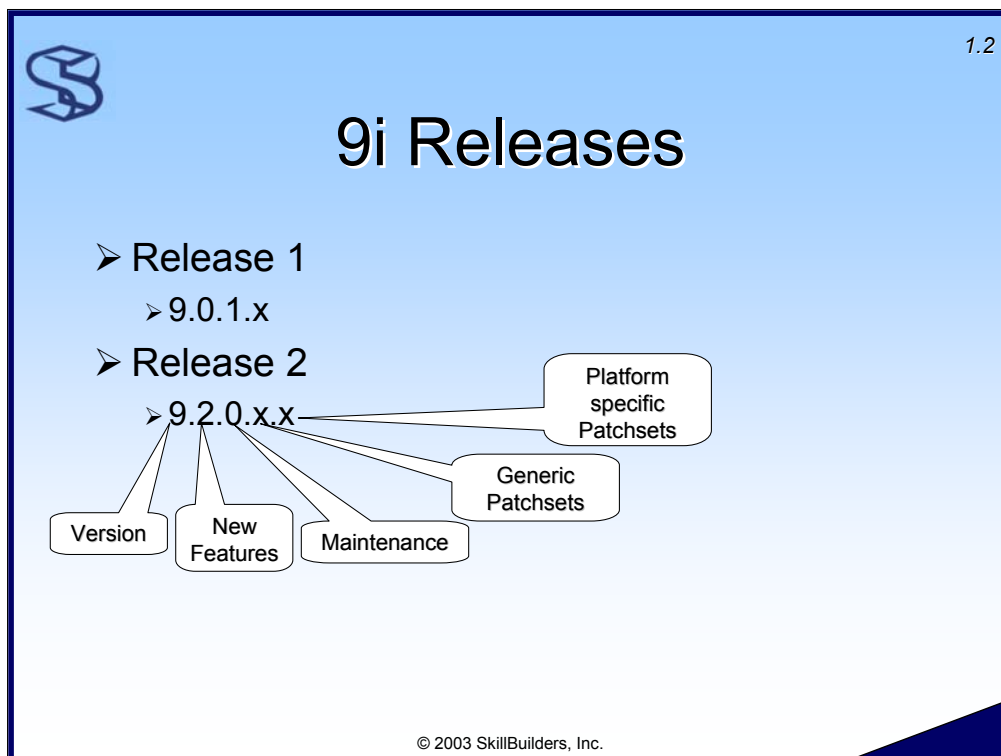 1.2
9i Releases
➢ Release 1
➢ 9.0.1.x
➢ Release 2
➢ 9.2.0.x.x
Platform
specific
Patchsets
Generic
Patchsets
Version
New
Features
Maintenance
© 2003 SkillBuilders, Inc.